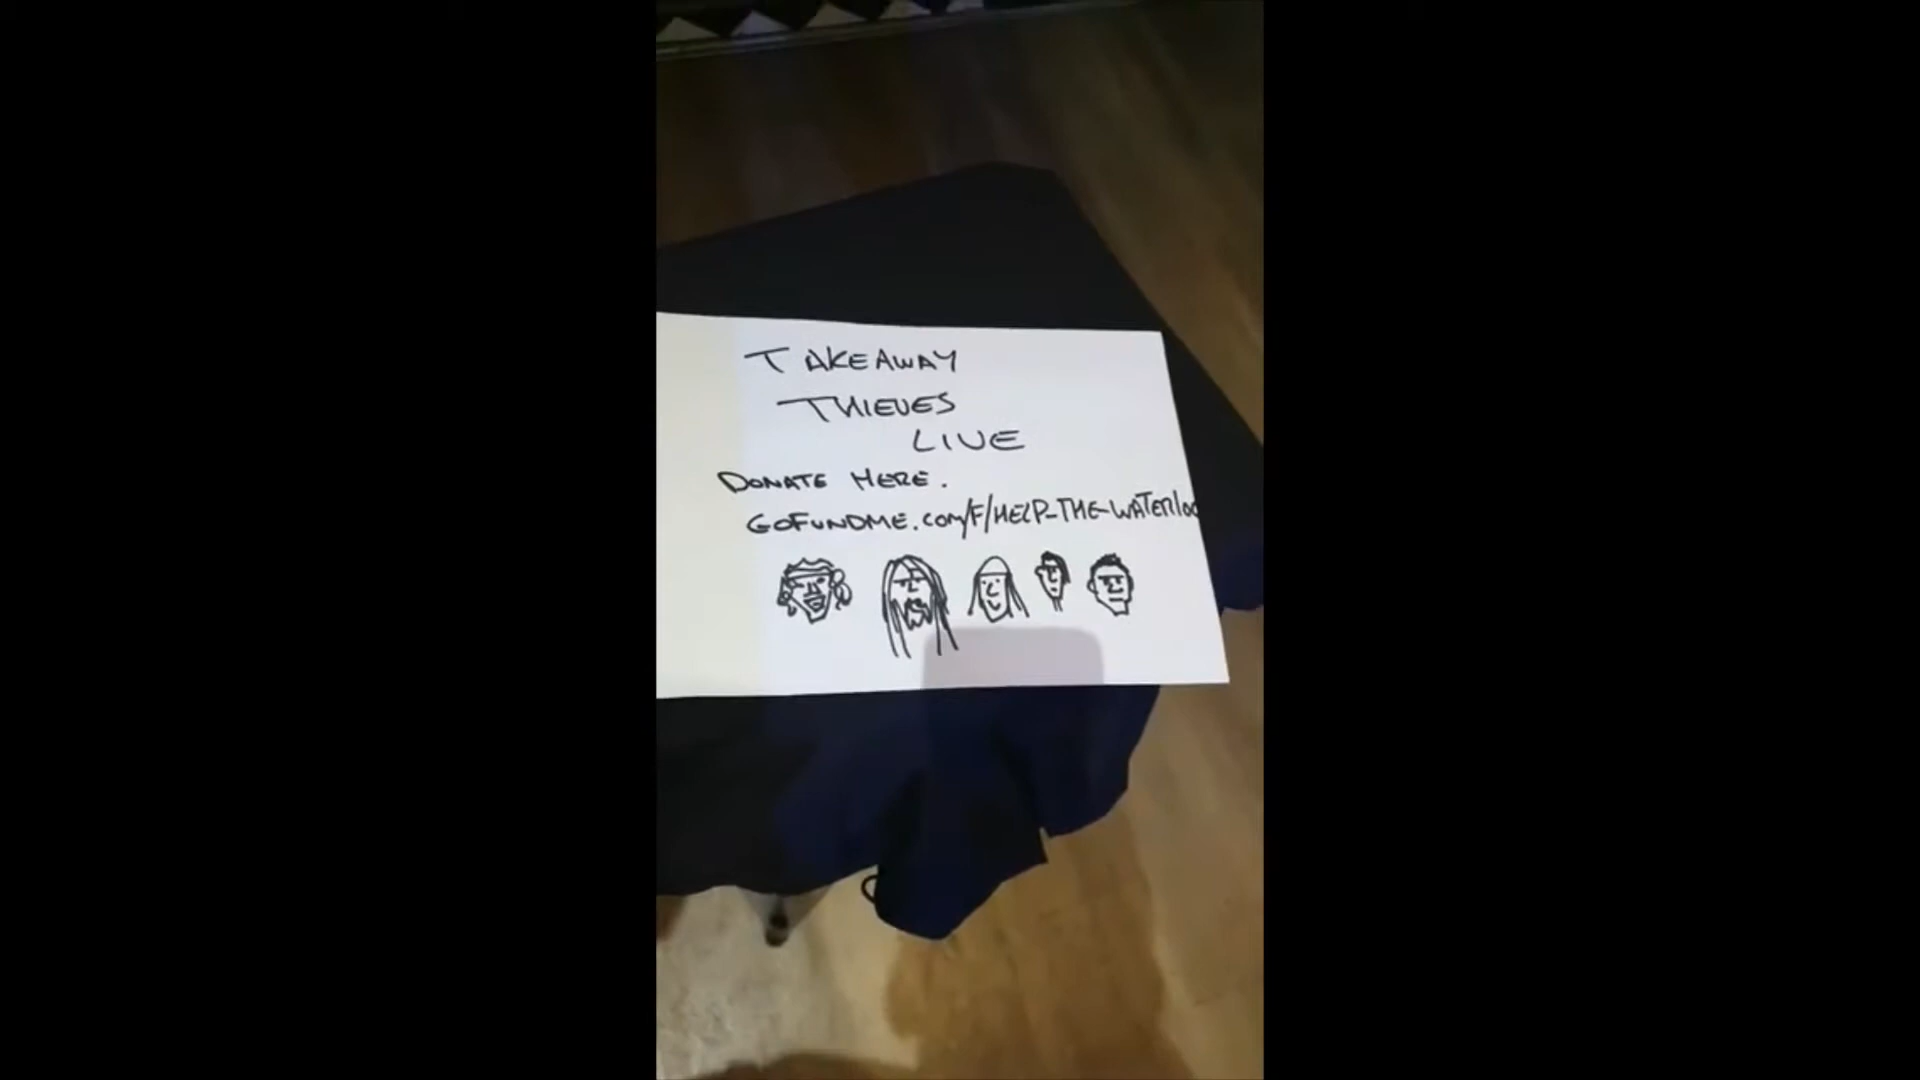 TAKEAWAY
THIEVES
LIVE
DONATE HERE.
GOFUNDME.COM/F/HELP-THE-WATERLOO